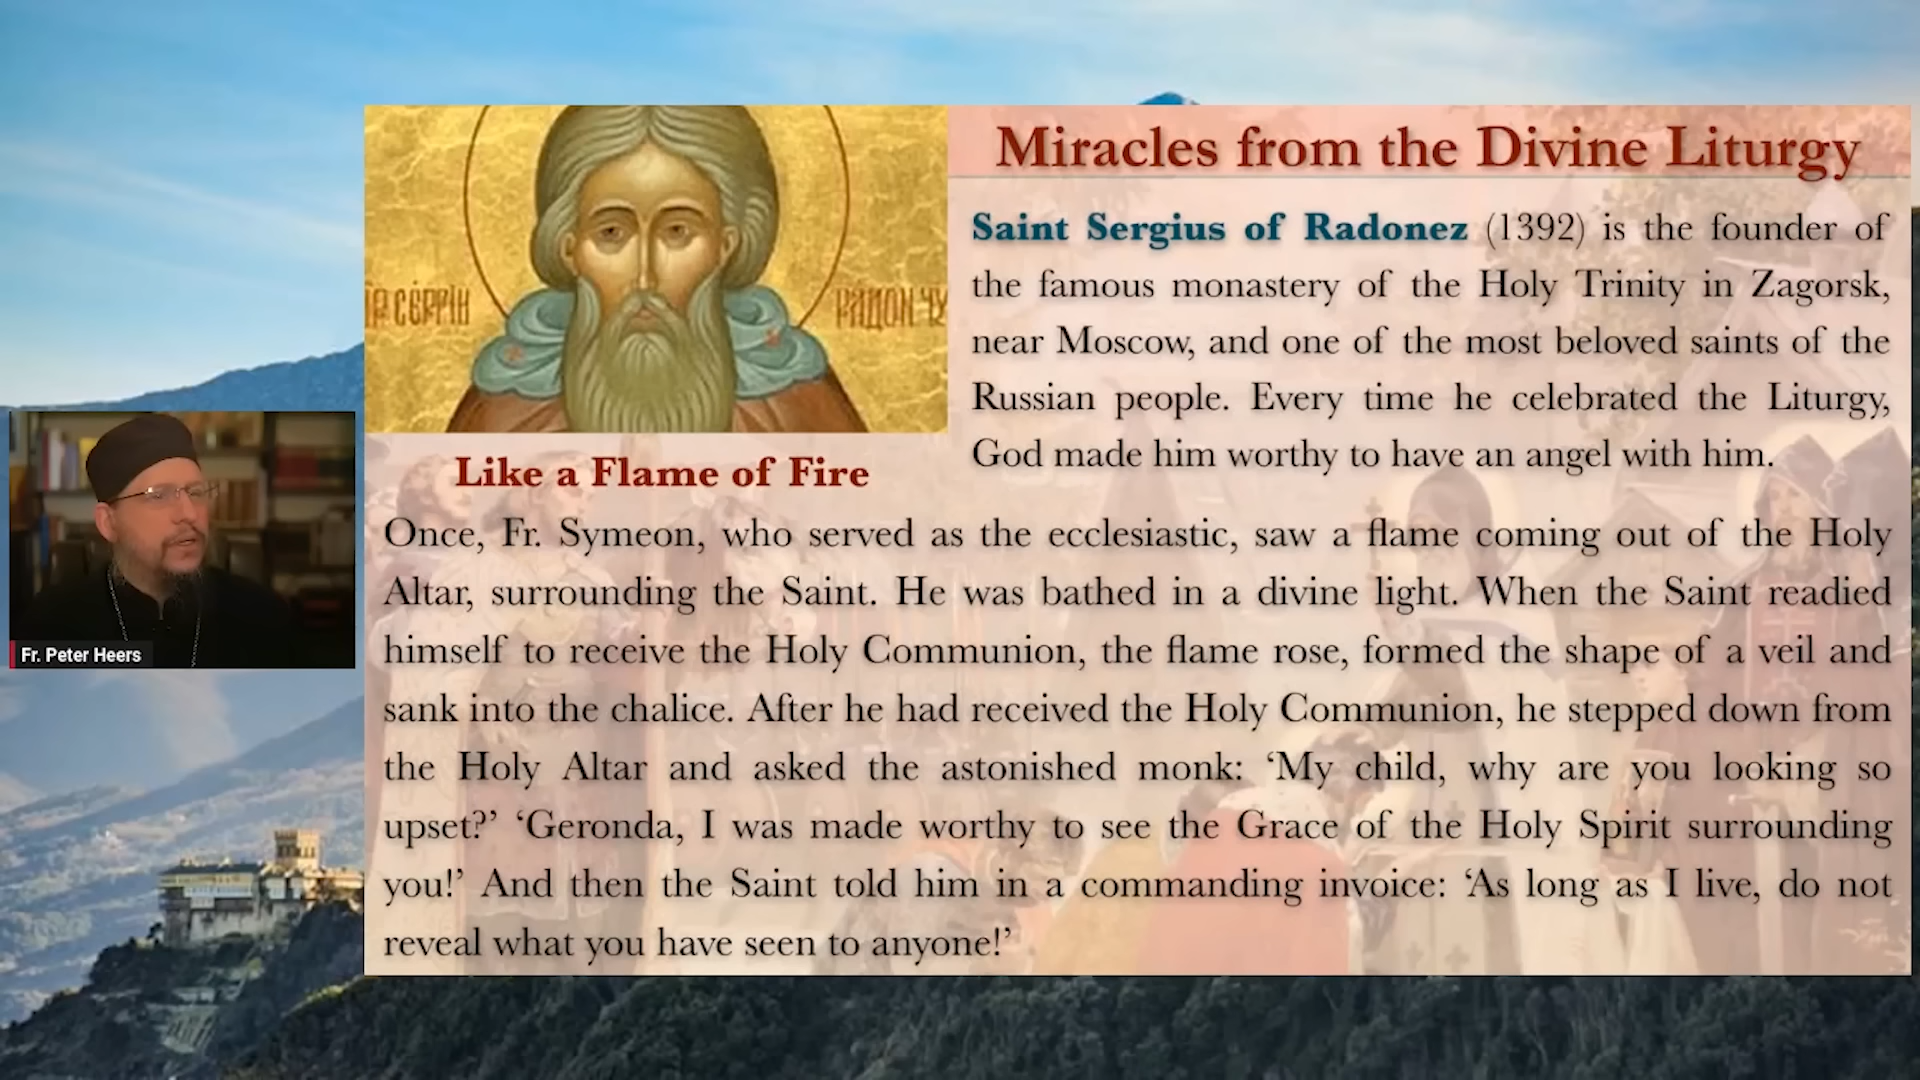 Miracles from the Divine Liturgy
Saint Sergius of Radonez (1392) is the founder of
the famous monastery of the Holy Trinity in Zagorsk,
near Moscow, and one of the most beloved saints of the
Russian people. Every time he celebrated the Liturgy,
God made him worthy to have an angel with him.
Like a Flame of Fire
Once, Fr. Symeon, who served as the ecclesiastic, saw a flame coming out of the Holy
Altar, surrounding the Saint. He was bathed in a divine light. When the Saint readied
himself to receive the Holy Communion, the flame rose, formed the shape of a veil and
sank into the chalice. After he had received the Holy Communion, he stepped down from
the Holy Altar and asked the astonished monk: ‘My child, why are you looking so
upset?’ ‘Geronda, I was made worthy to see the Grace of the Holy Spirit surrounding
you!’ And then the Saint told him in a commanding invoice: ‘As long as I live, do not
reveal what you have seen to anyone!’
Fr. Peter Heers